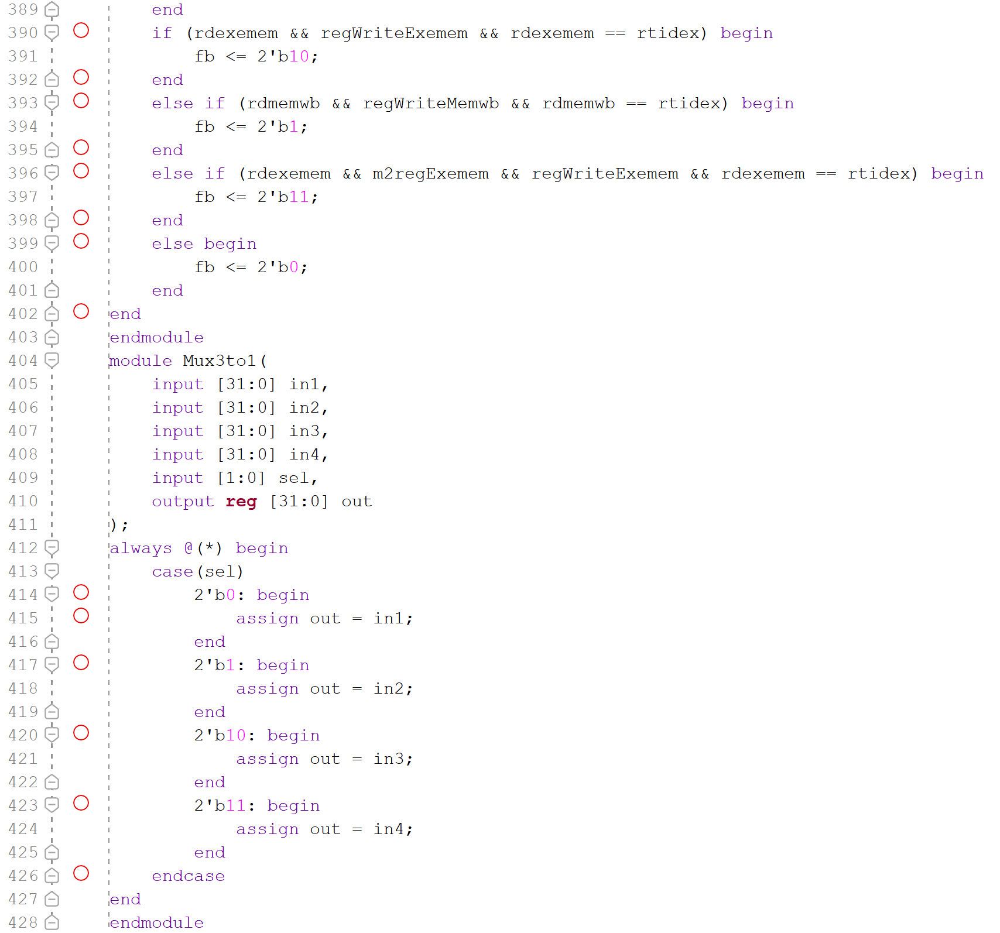 389 end
390 if (rdexemem && regWriteExemem && rdexemem == rtidex) begin
391 fb <= 2'b10;
392 end
393 else if (rdmemwb && regWriteMemwb && rdmemwb == rtidex) begin
394 fb <= 2'b1;
395 end
396 else if (rdexemem && m2regExemem && regWriteExemem && rdexemem == rtidex) begin
397 fb <= 2'b11;
398 end
399 else begin
400 fb <= 2'b0;
401 end
402 end
403 endmodule
404 module Mux3to1(
405 input [31:0] in1,
406 input [31:0] in2,
407 input [31:0] in3,
408 input [31:0] in4,
409 input [1:0] sel,
410 output reg [31:0] out
411 );
412 always @(*) begin
413 case(sel)
414 2'b0: begin
415 assign out = in1;
416 end
417 2'b1: begin
418 assign out = in2;
419 end
420 2'b10: begin
421 assign out = in3;
422 end
423 2'b11: begin
424 assign out = in4;
425 end
426 endcase
427 end
428 endmodule